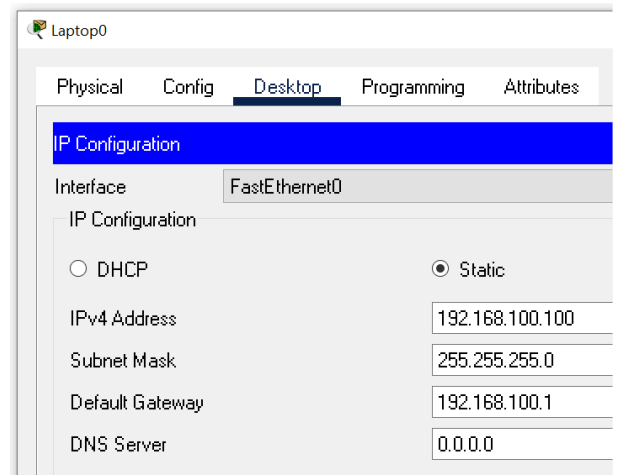 Laptop0
Physical Config Desktop Programming Attributes
IP Configuration
Interface FastEthernet0
IP Configuration
DHCP Static
IPv4 Address 192.168.100.100
Subnet Mask 255.255.255.0
Default Gateway 192.168.100.1
DNS Server 0.0.0.0